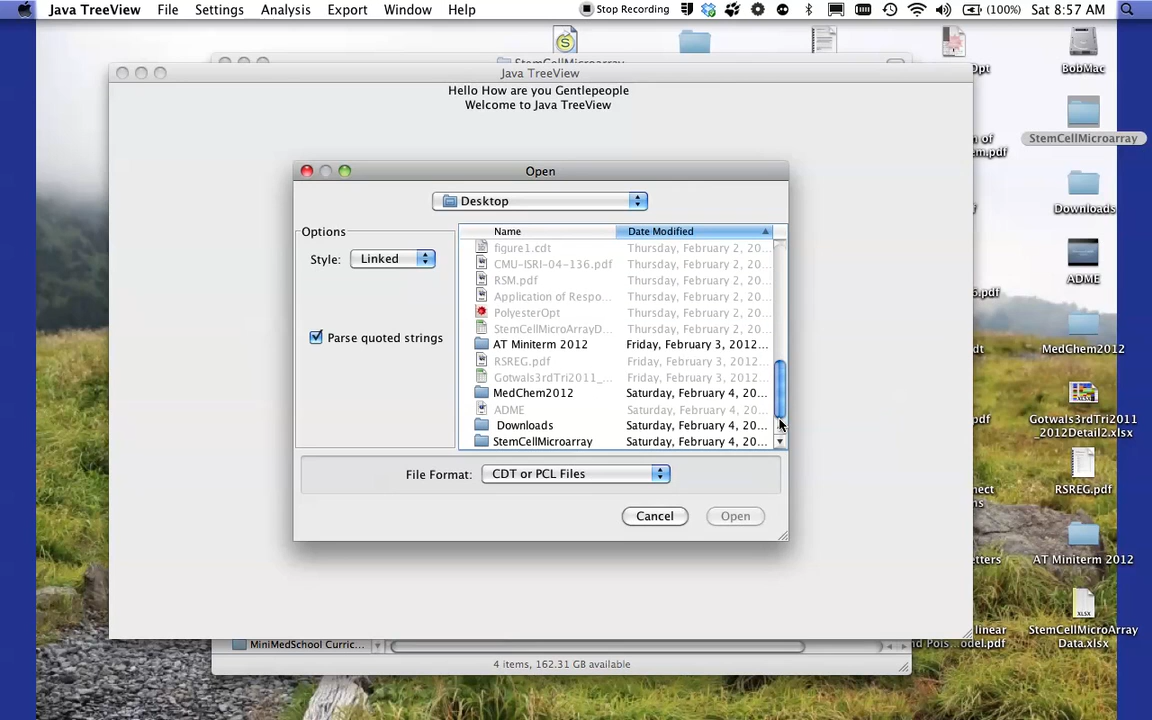 Java TreeView File Settings Analysis Export Window Help Stop Recording (100%) Sat 8:57 AM
Java TreeView
Hello How are you Gentlepeople
Welcome to Java TreeView
Open
Desktop
Options
Style: Linked
Parse quoted strings
Name Date Modified
figure1.cdt Thursday, February 2, 20...
CMU-ISRI-04-136.pdf Thursday, February 2, 20...
RSM.pdf Thursday, February 2, 20...
Application of Respo... Thursday, February 2, 20...
PolyesterOpt Thursday, February 2, 20...
StemCellMicroArrayD... Thursday, February 2, 20...
AT Miniterm 2012 Friday, February 3, 2012...
RSREG.pdf Friday, February 3, 2012...
Gotwals3rdTri2011_... Friday, February 3, 2012...
MedChem2012 Saturday, February 4, 20...
ADME Saturday, February 4, 20...
Downloads Saturday, February 4, 20...
StemCellMicroarray Saturday, February 4, 20...
File Format: CDT or PCL Files
Cancel Open
MiniMedSchool Curric...
4 items, 162.31 GB available
BobMac
StemCellMicroarray
Downloads
ADME
MedChem2012
Gotwals3rdTri2011
_2012Detail2.xlsx
RSREG.pdf
AT Miniterm 2012
StemCellMicroArray
Data.xlsx